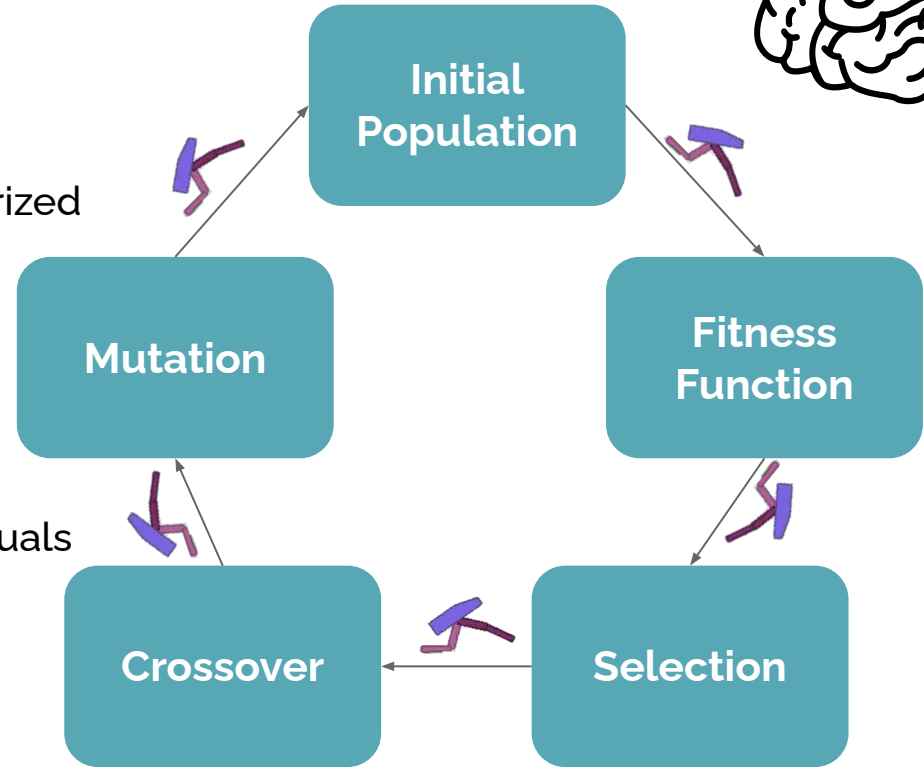 Initial
Population
rized
Mutation
Fitness
Function
uals
Crossover
Selection